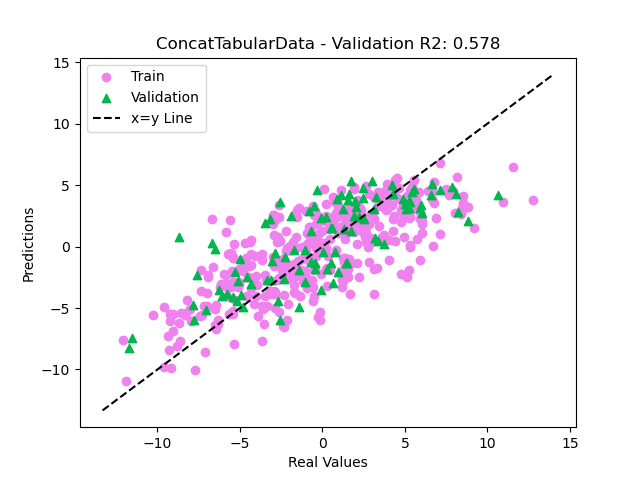 ConcatTabularData - Validation R2: 0.578
Train
Validation
x=y Line
Predictions
15
10
5
0
−5
−10
−10
−5
0
5
10
15
Real Values